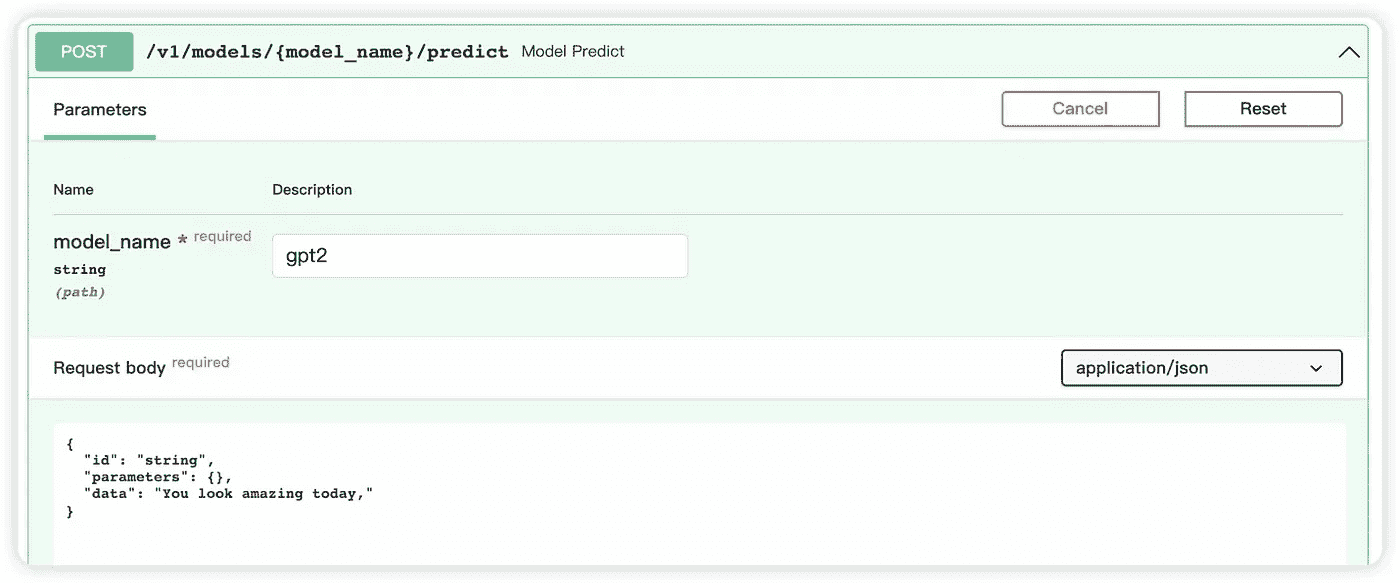 POST /v1/models/{model_name}/predict Model Predict
Parameters Cancel Reset
Name Description
model_name * required gpt2
string
(path)
Request body required application/json
{
"id": "string",
"parameters": {},
"data": "You look amazing today,"
}